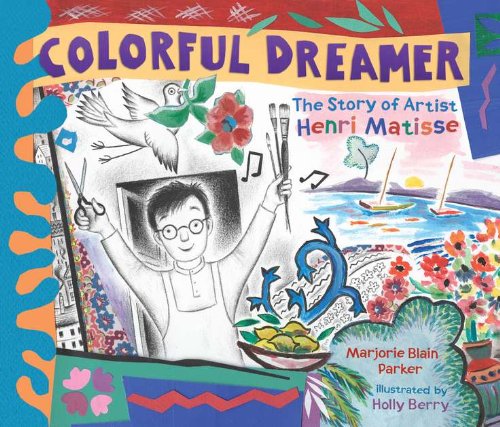 COLORFUL DREAMER
The Story of Artist
Henri Matisse
Marjorie Blain
Parker
illustrated by
Holly Berry